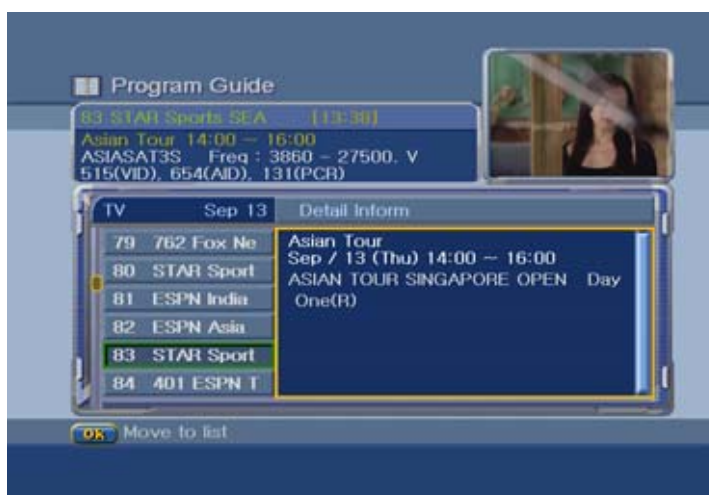 Program Guide
83 STAR Sports SEA [13:38]
Asian Tour 14:00 ~ 16:00
ASIASAT3S Freq : 3860 - 27500. V
515(VID), 654(AID), 131(PCR)
TV Sep 13
Detail Inform
79 762 Fox Ne
80 STAR Sport
81 ESPN India
82 ESPN Asia
83 STAR Sport
84 401 ESPN T
Asian Tour
Sep / 13 (Thu) 14:00 ~ 16:00
ASIAN TOUR SINGAPORE OPEN Day
One(R)
OK Move to list